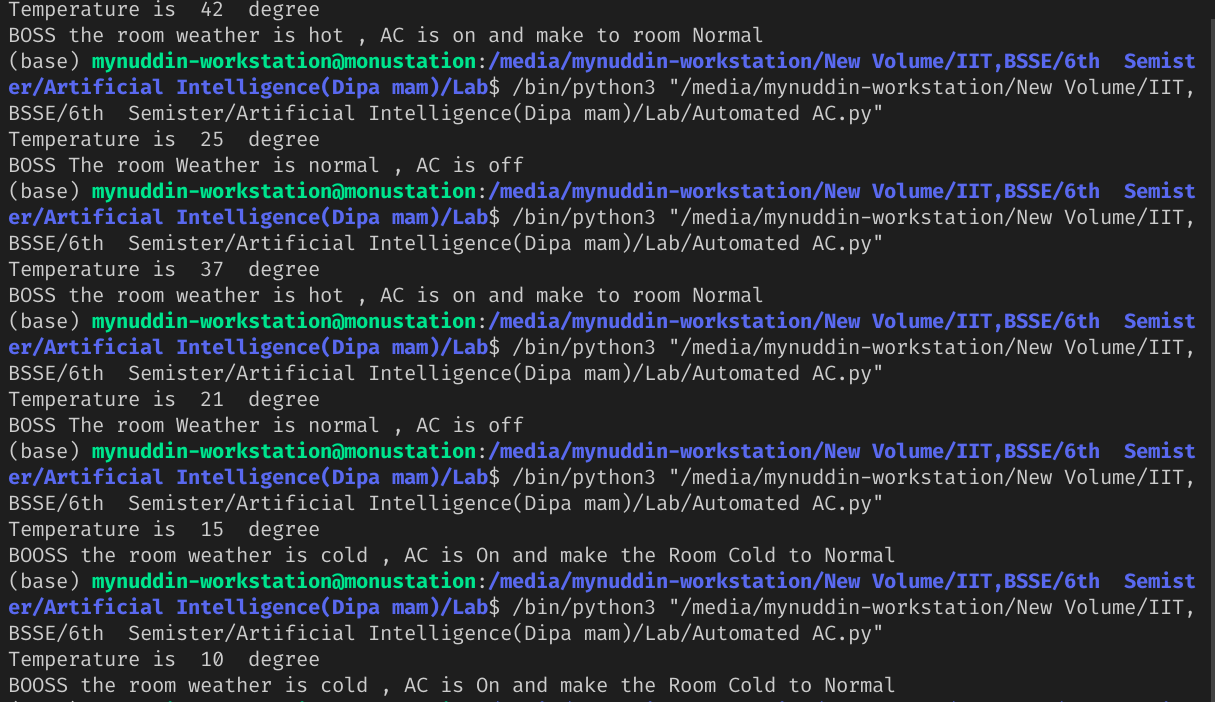 Temperature is  42  degree
BOSS the room weather is hot , AC is on and make to room Normal
(base) mynuddin-workstation@monustation:/media/mynuddin-workstation/New Volume/IIT,BSSE/6th  Semist
er/Artificial Intelligence(Dipa mam)/Lab$ /bin/python3 "/media/mynuddin-workstation/New Volume/IIT,
BSSE/6th  Semister/Artificial Intelligence(Dipa mam)/Lab/Automated AC.py"
Temperature is  25  degree
BOSS The room Weather is normal , AC is off
(base) mynuddin-workstation@monustation:/media/mynuddin-workstation/New Volume/IIT,BSSE/6th  Semist
er/Artificial Intelligence(Dipa mam)/Lab$ /bin/python3 "/media/mynuddin-workstation/New Volume/IIT,
BSSE/6th  Semister/Artificial Intelligence(Dipa mam)/Lab/Automated AC.py"
Temperature is  37  degree
BOSS the room weather is hot , AC is on and make to room Normal
(base) mynuddin-workstation@monustation:/media/mynuddin-workstation/New Volume/IIT,BSSE/6th  Semist
er/Artificial Intelligence(Dipa mam)/Lab$ /bin/python3 "/media/mynuddin-workstation/New Volume/IIT,
BSSE/6th  Semister/Artificial Intelligence(Dipa mam)/Lab/Automated AC.py"
Temperature is  21  degree
BOSS The room Weather is normal , AC is off
(base) mynuddin-workstation@monustation:/media/mynuddin-workstation/New Volume/IIT,BSSE/6th  Semist
er/Artificial Intelligence(Dipa mam)/Lab$ /bin/python3 "/media/mynuddin-workstation/New Volume/IIT,
BSSE/6th  Semister/Artificial Intelligence(Dipa mam)/Lab/Automated AC.py"
Temperature is  15  degree
BOOSS the room weather is cold , AC is On and make the Room Cold to Normal
(base) mynuddin-workstation@monustation:/media/mynuddin-workstation/New Volume/IIT,BSSE/6th  Semist
er/Artificial Intelligence(Dipa mam)/Lab$ /bin/python3 "/media/mynuddin-workstation/New Volume/IIT,
BSSE/6th  Semister/Artificial Intelligence(Dipa mam)/Lab/Automated AC.py"
Temperature is  10  degree
BOOSS the room weather is cold , AC is On and make the Room Cold to Normal